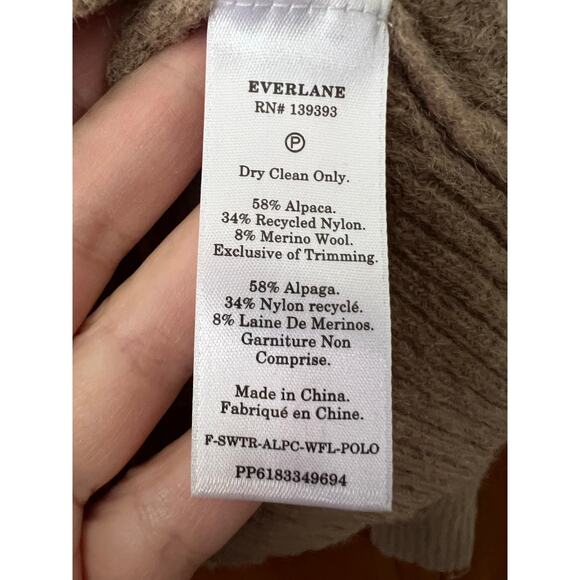 EVERLANE
RN# 139393
P
Dry Clean Only.
58% Alpaca.
34% Recycled Nylon.
8% Merino Wool.
Exclusive of Trimming.
58% Alpaga.
34% Nylon recyclé.
8% Laine De Merinos.
Garniture Non
Comprise.
Made in China.
Fabriqué en Chine.
F-SWTR-ALPC-WFL-POLO
PP6183349694